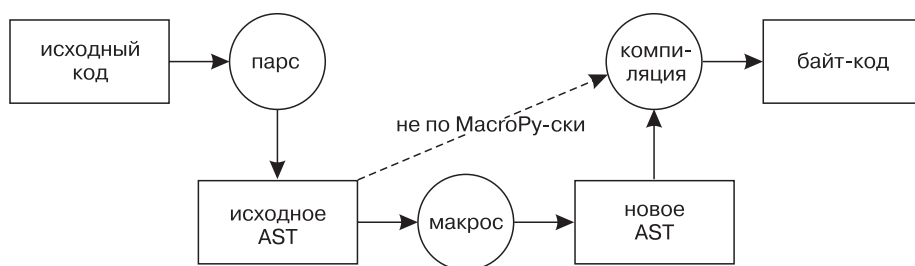 исходный
код
парс
компи-
ляция
байт-код
не по MacroPy-ски
исходное
AST
макрос
новое
AST